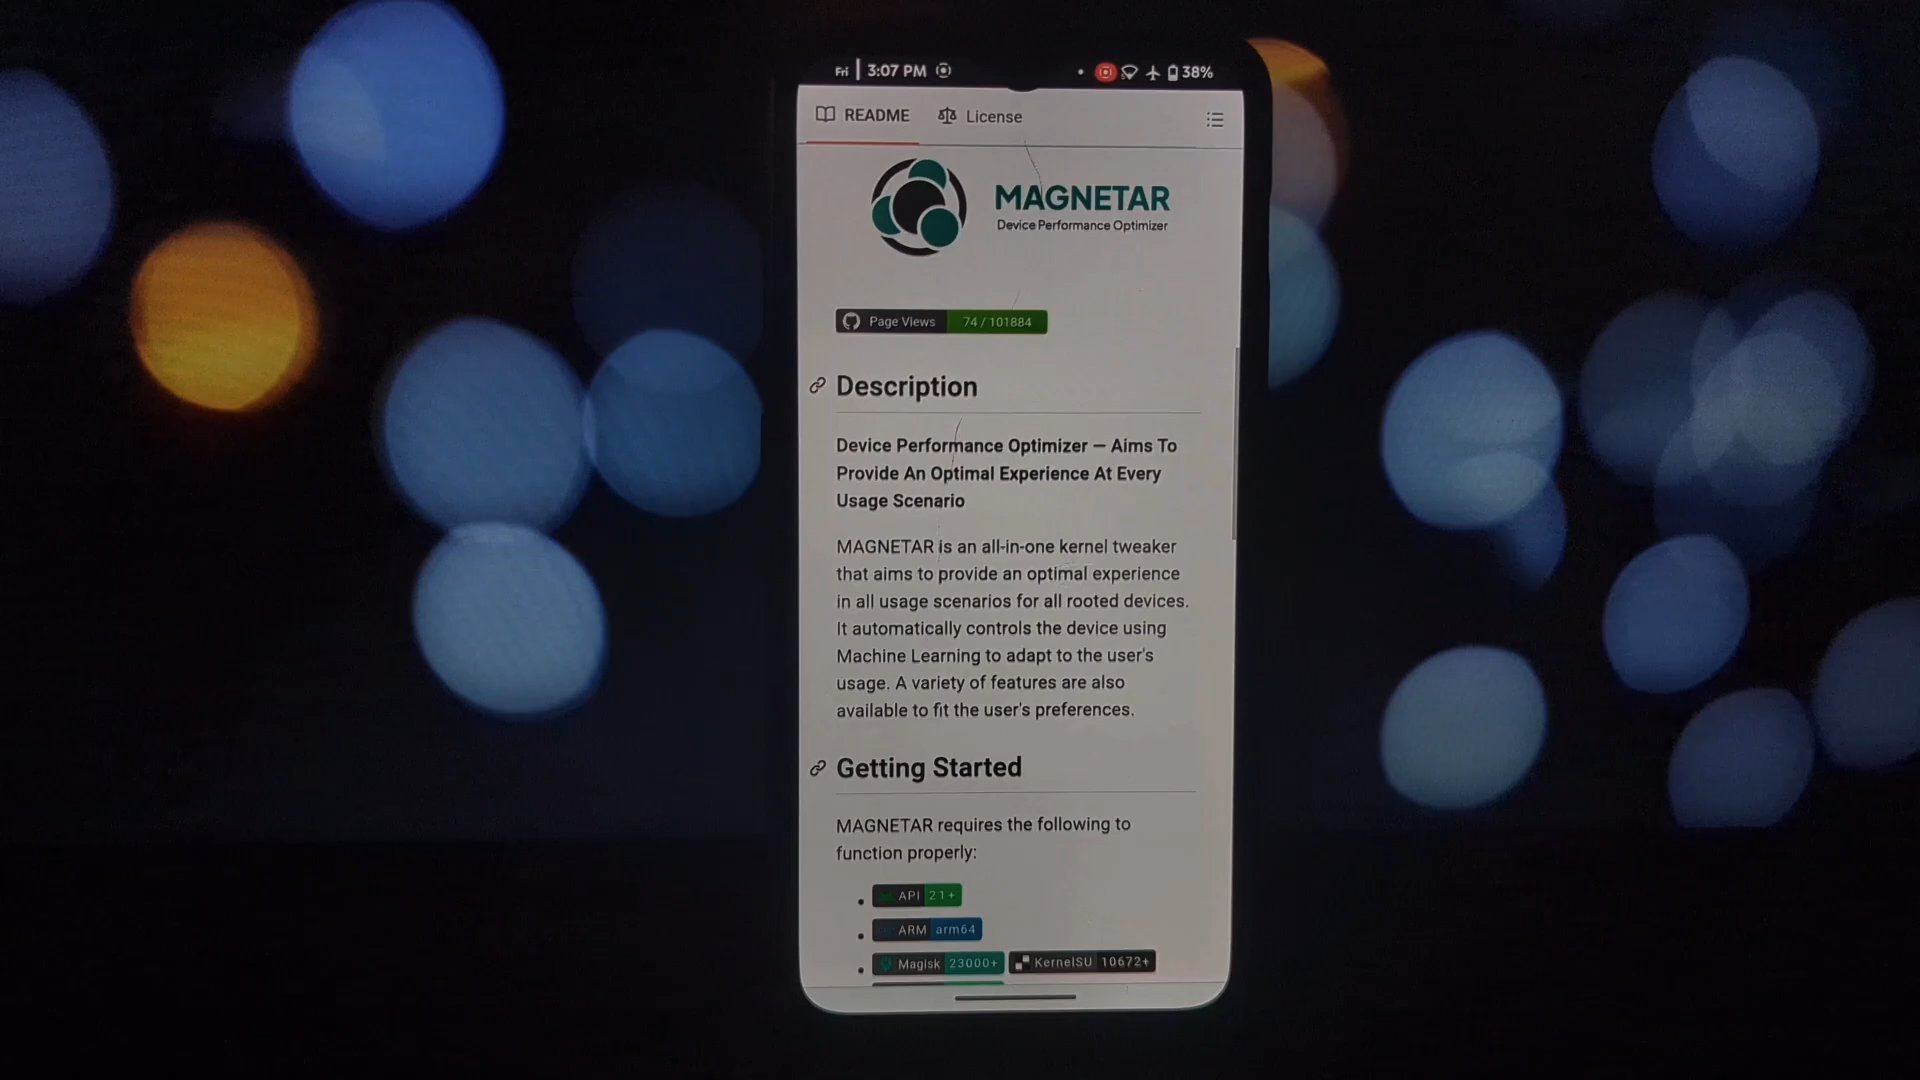 Fri | 3:07 PM 38%
README License
MAGNETAR
Device Performance Optimizer
Page Views 74 / 101884
Description
Device Performance Optimizer — Aims To
Provide An Optimal Experience At Every
Usage Scenario
MAGNETAR is an all-in-one kernel tweaker
that aims to provide an optimal experience
in all usage scenarios for all rooted devices.
It automatically controls the device using
Machine Learning to adapt to the user's
usage. A variety of features are also
available to fit the user's preferences.
Getting Started
MAGNETAR requires the following to
function properly:
API 21+
ARM arm64
Magisk 23000+ KernelSU 10672+